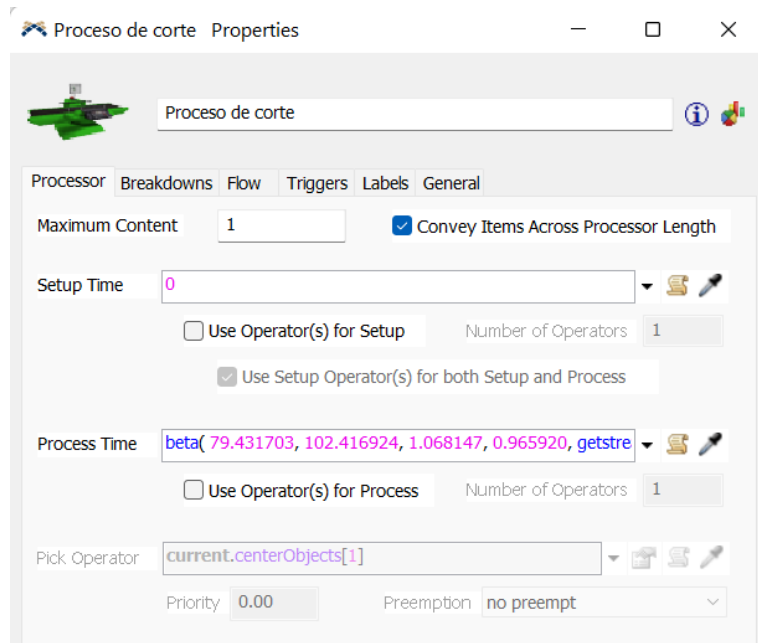 Proceso de corte Properties
Proceso de corte
Processor Breakdowns Flow Triggers Labels General
Maximum Content 1 Convey Items Across Processor Length
Setup Time 0
Use Operator(s) for Setup Number of Operators 1
Use Setup Operator(s) for both Setup and Process
Process Time beta( 79.431703, 102.416924, 1.068147, 0.965920, getstre
Use Operator(s) for Process Number of Operators 1
Pick Operator current.centerObjects[1]
Priority 0.00 Preemption no preempt